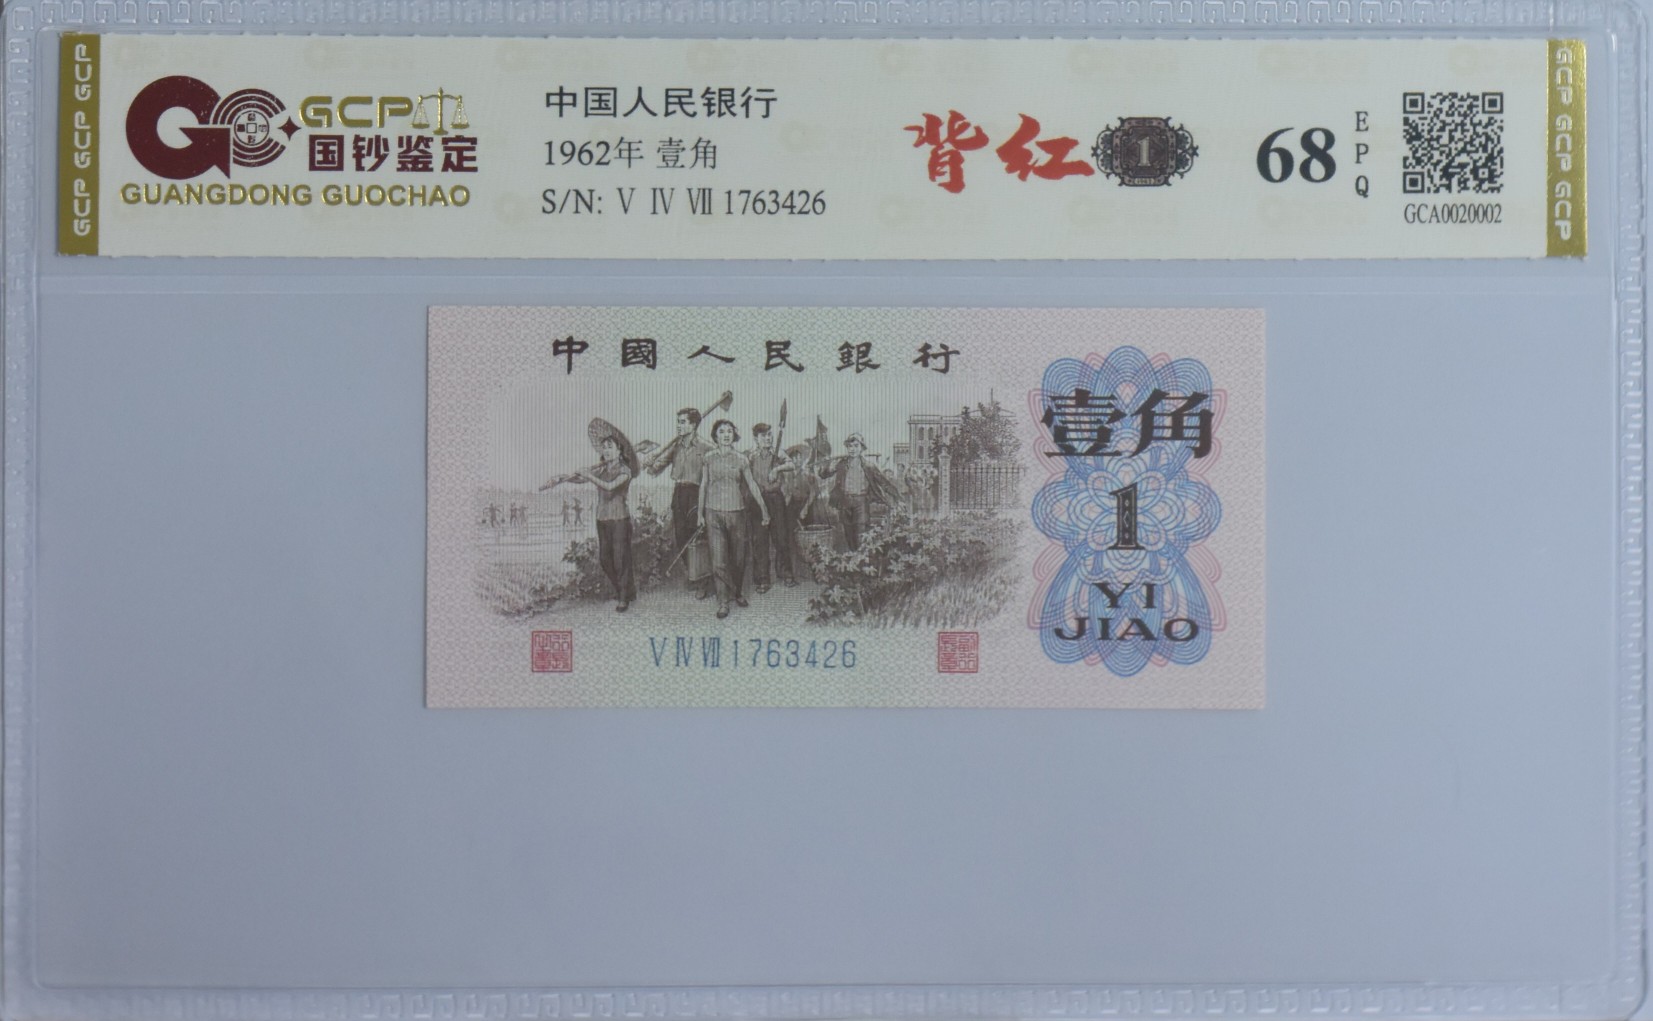 GCP GCP GCP
GCP
国钞鉴定
GUANGDONG GUOCHAO
中国人民银行
1962年 壹角
S/N: Ⅴ Ⅳ Ⅶ 1763426
背红
1
68
EPQ
GCA0020002
GCP GCP GCP
中國人民銀行
壹角
1
YI
JIAO
Ⅴ Ⅳ Ⅶ 1763426